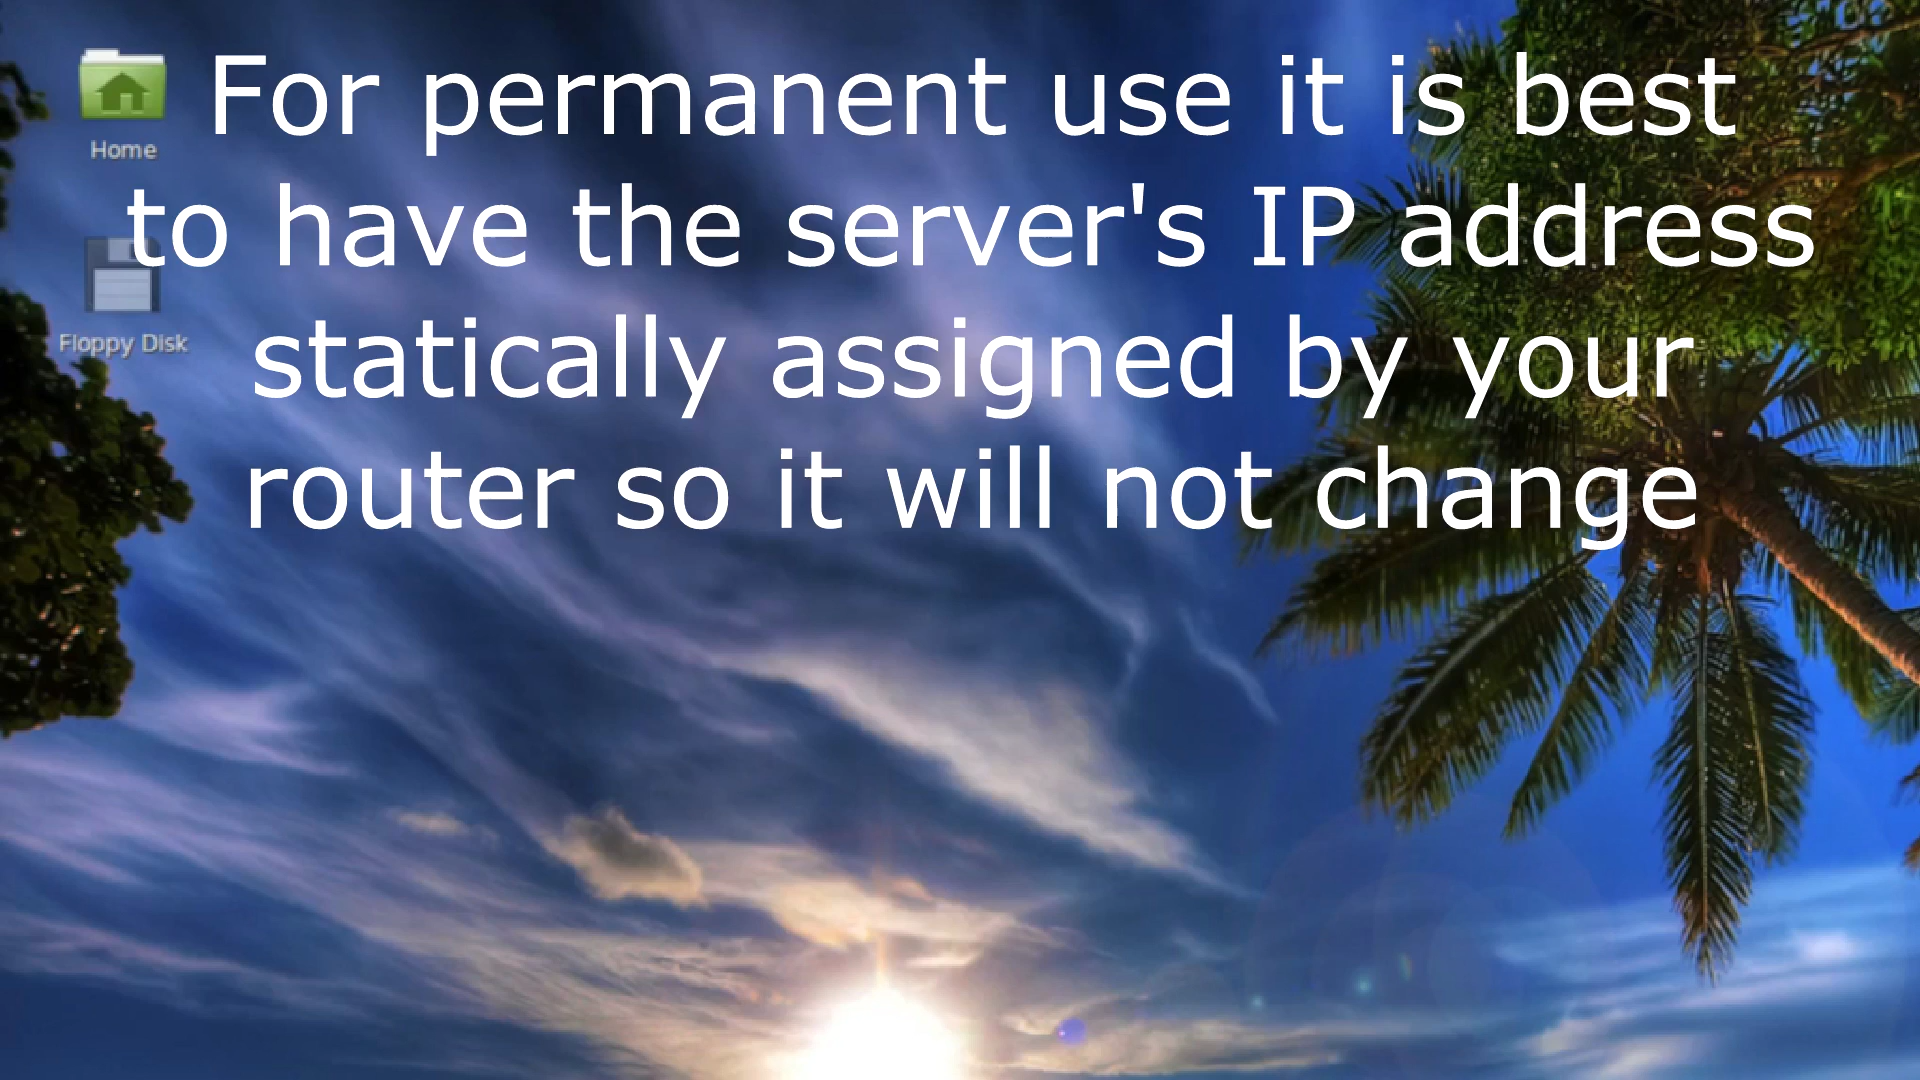 For permanent use it is best
to have the server's IP address
statically assigned by your
router so it will not change
Home
Floppy Disk